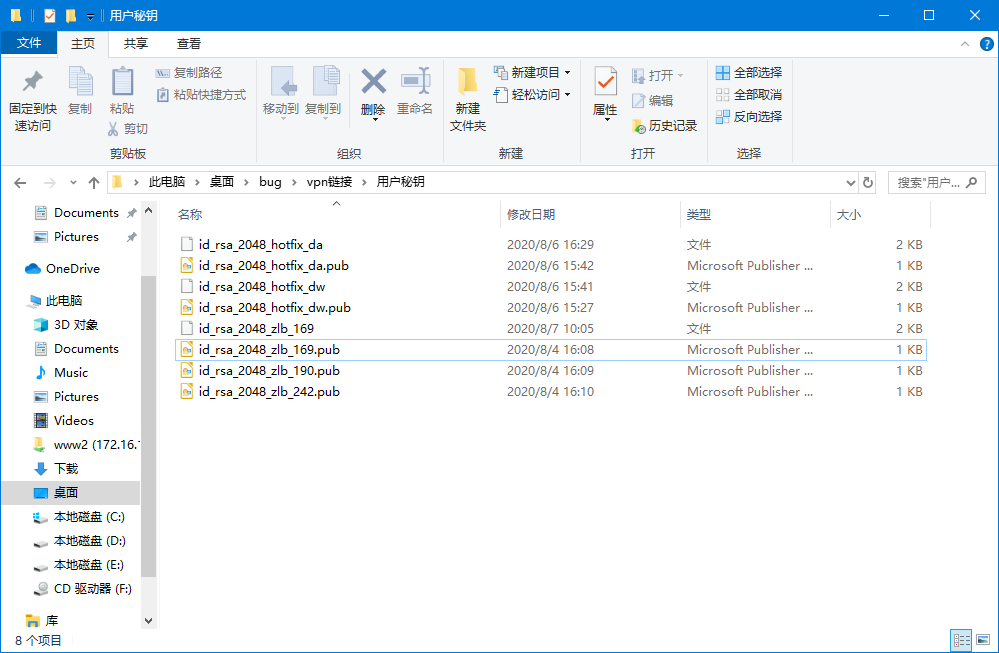 用户秘钥
文件 主页 共享 查看
固定到快速访问
复制
粘贴
复制路径
粘贴快捷方式
剪切
剪贴板
移动到
复制到
删除
重命名
组织
新建
文件夹
新建项目
轻松访问
新建
属性
打开
编辑
历史记录
打开
全部选择
全部取消
反向选择
选择
此电脑 › 桌面 › bug › vpn链接 › 用户秘钥
搜索"用户...
Documents
Pictures
OneDrive
此电脑
3D 对象
Documents
Music
Pictures
Videos
www2 (172.16.
下载
桌面
本地磁盘 (C:)
本地磁盘 (D:)
本地磁盘 (E:)
CD 驱动器 (F:)
库
名称 修改日期 类型 大小
id_rsa_2048_hotfix_da 2020/8/6 16:29 文件 2 KB
id_rsa_2048_hotfix_da.pub 2020/8/6 15:42 Microsoft Publisher ... 1 KB
id_rsa_2048_hotfix_dw 2020/8/6 15:41 文件 2 KB
id_rsa_2048_hotfix_dw.pub 2020/8/6 15:27 Microsoft Publisher ... 1 KB
id_rsa_2048_zlb_169 2020/8/7 10:05 文件 2 KB
id_rsa_2048_zlb_169.pub 2020/8/4 16:08 Microsoft Publisher ... 1 KB
id_rsa_2048_zlb_190.pub 2020/8/4 16:09 Microsoft Publisher ... 1 KB
id_rsa_2048_zlb_242.pub 2020/8/4 16:10 Microsoft Publisher ... 1 KB
8 个项目